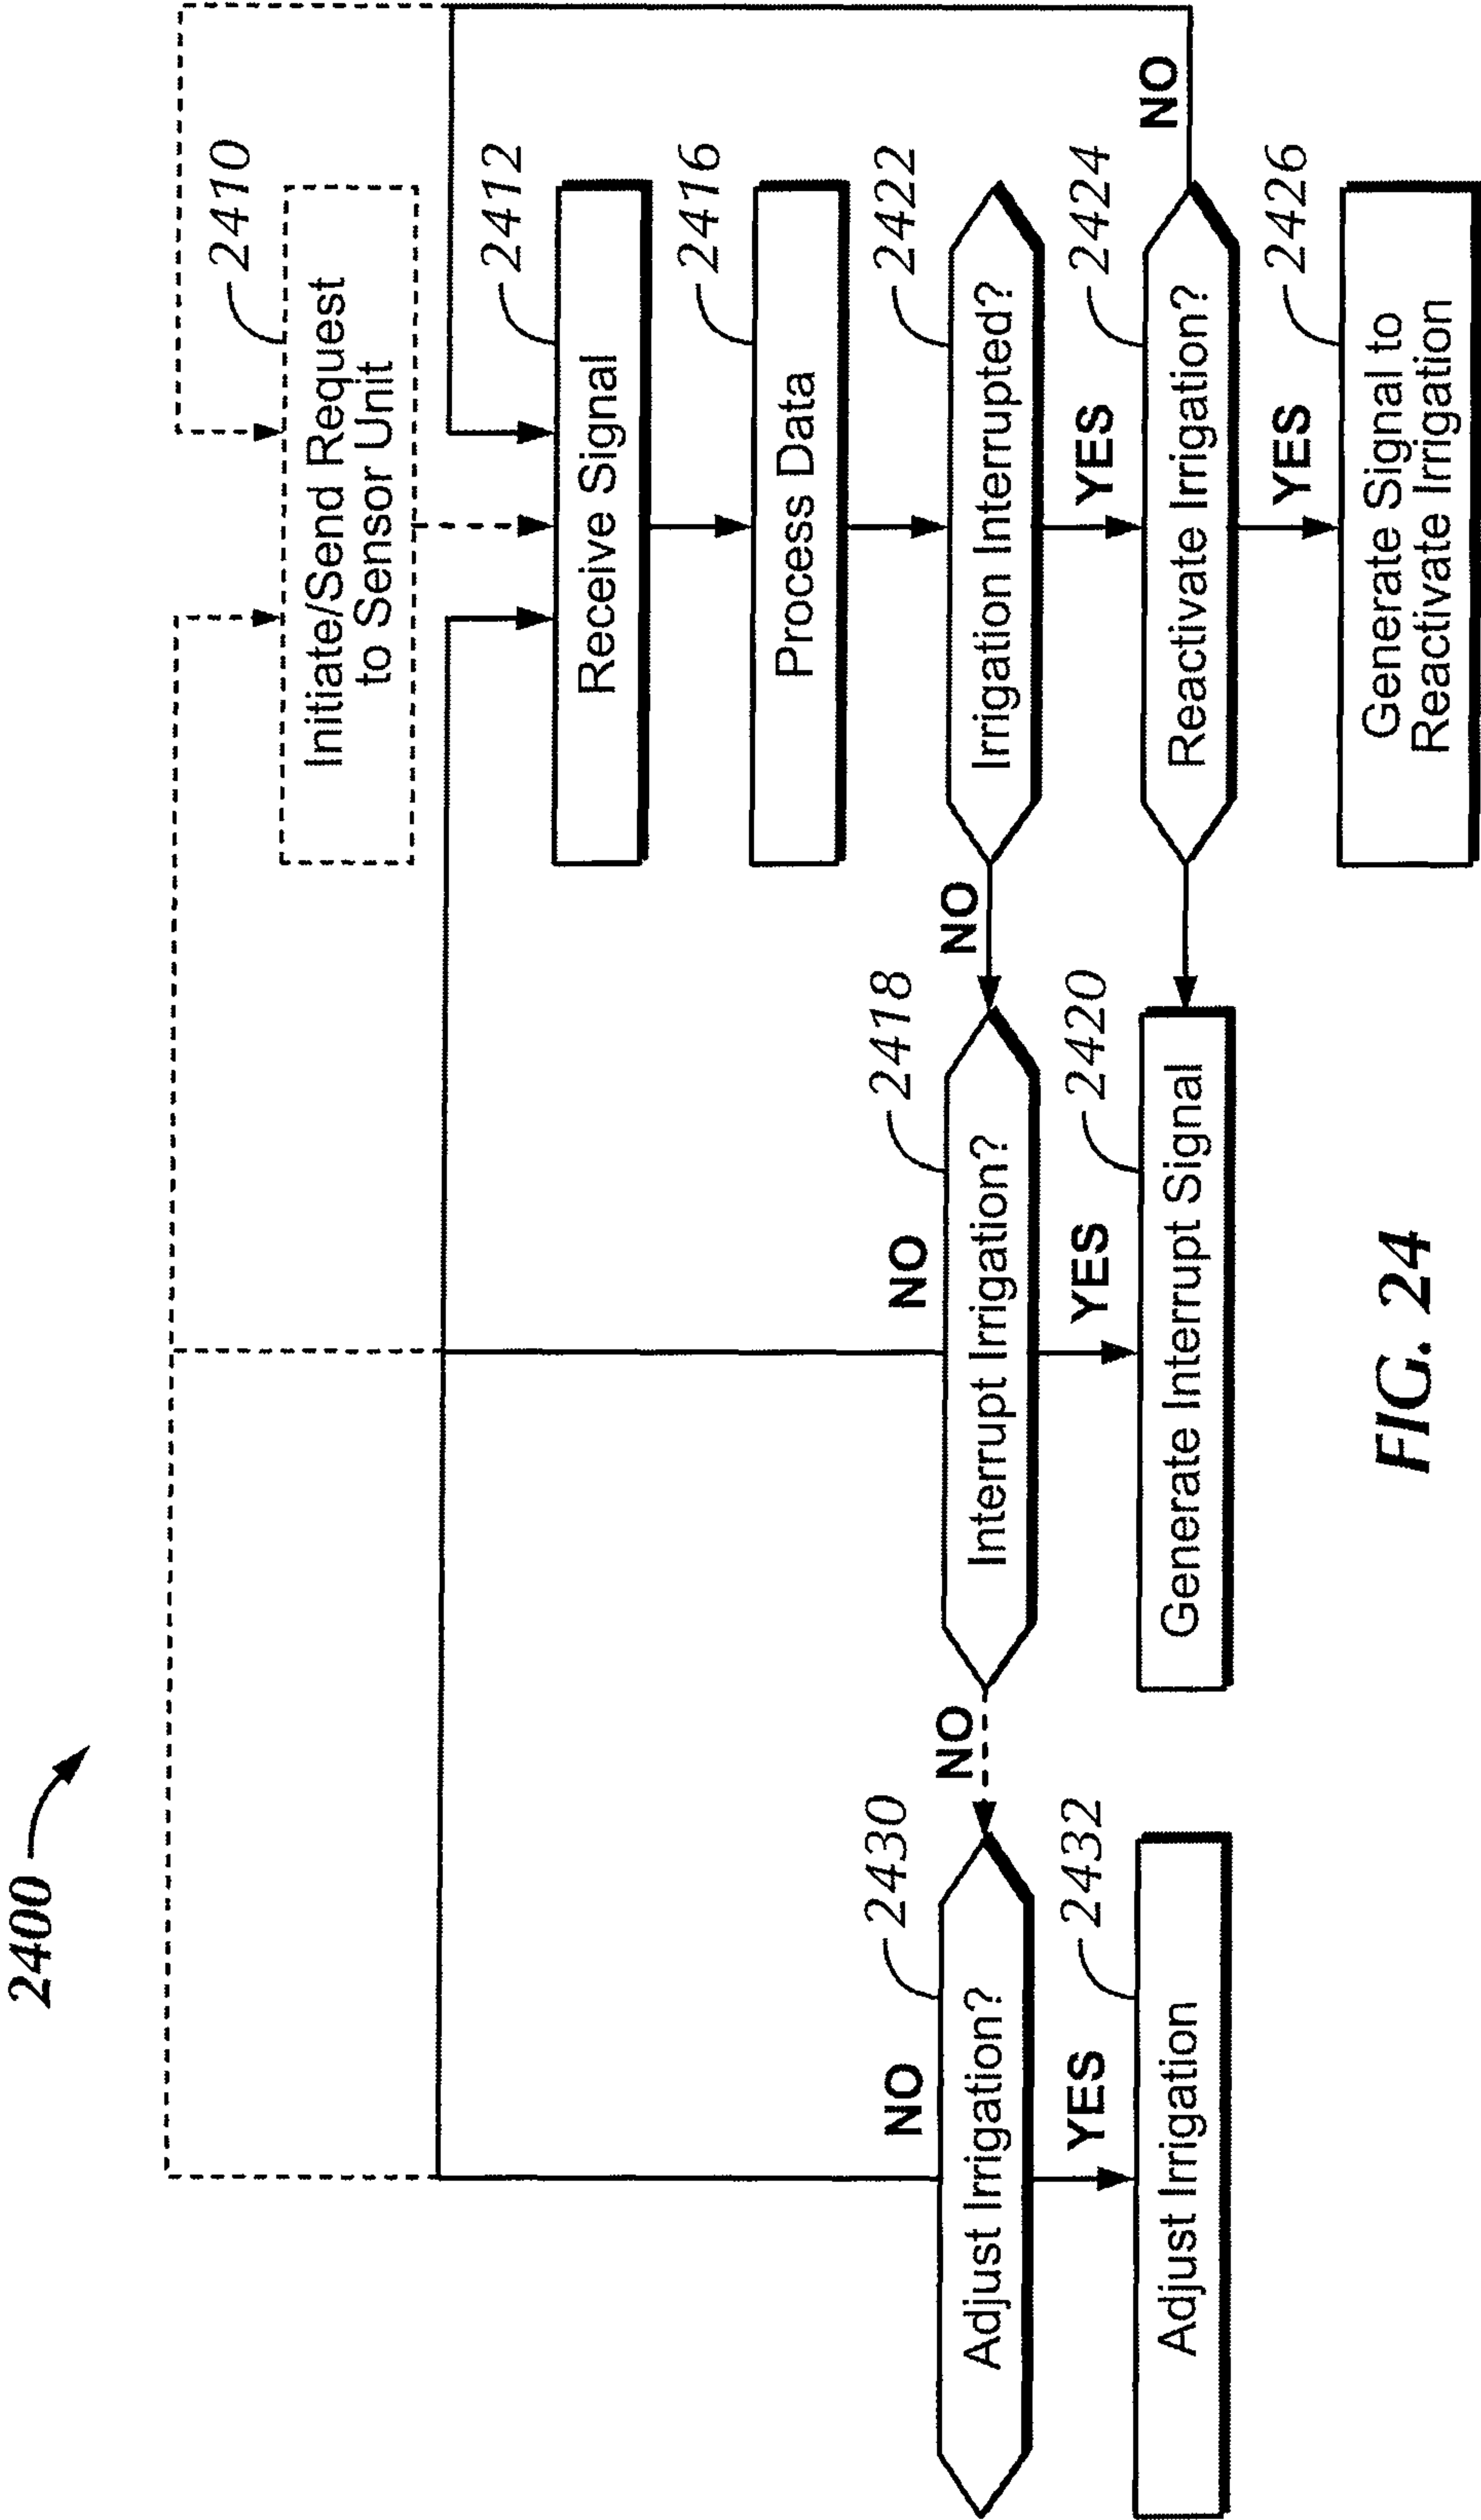 2400
2410
Initiate/Send Request
to Sensor Unit
2412
Receive Signal
2416
Process Data
2422
Irrigation Interrupted?
NO
YES
2424
Reactivate Irrigation?
NO
YES
2426
Generate Signal to
Reactivate Irrigation
2418
Interrupt Irrigation?
NO
NO
YES
2420
Generate Interrupt Signal
2430
Adjust Irrigation?
NO
YES
2432
Adjust Irrigation
FIG. 24